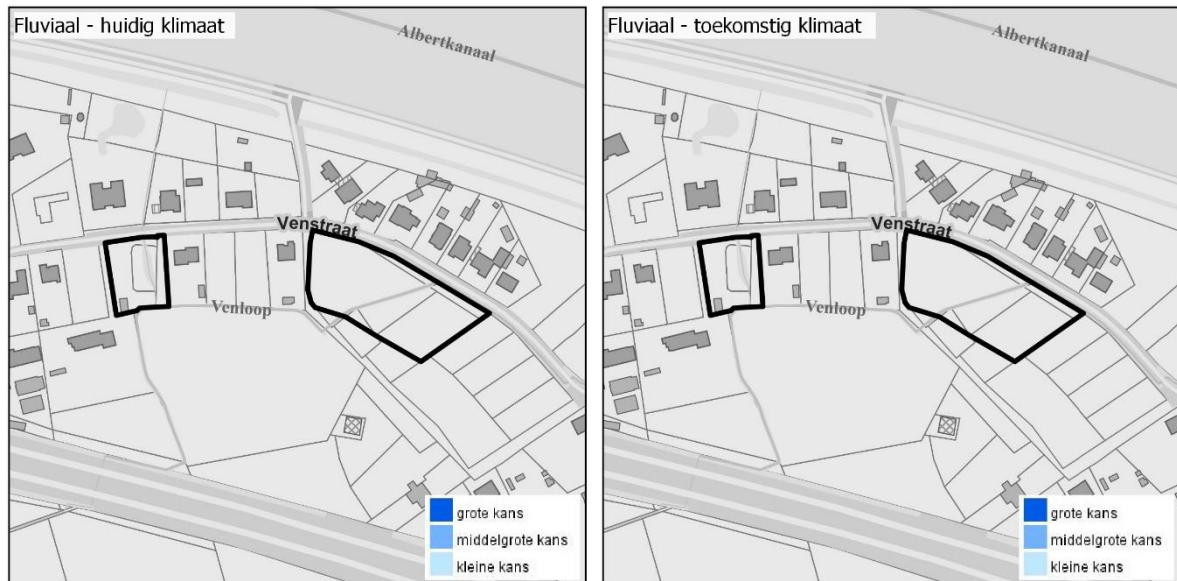 Fluviaal - huidig klimaat
Albertkanaal
Venstraat
Venloop
grote kans
middelgrote kans
kleine kans
Fluviaal - toekomstig klimaat
Albertkanaal
Venstraat
Venloop
grote kans
middelgrote kans
kleine kans